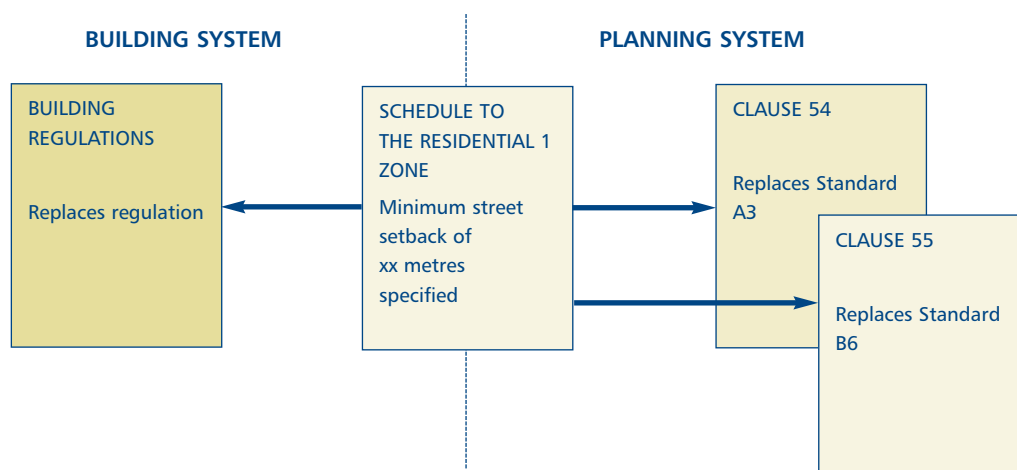 BUILDING SYSTEM
PLANNING SYSTEM
BUILDING
REGULATIONS
Replaces regulation
SCHEDULE TO
THE RESIDENTIAL 1
ZONE
Minimum street
setback of
xx metres
specified
CLAUSE 54
Replaces Standard
A3
CLAUSE 55
Replaces Standard
B6